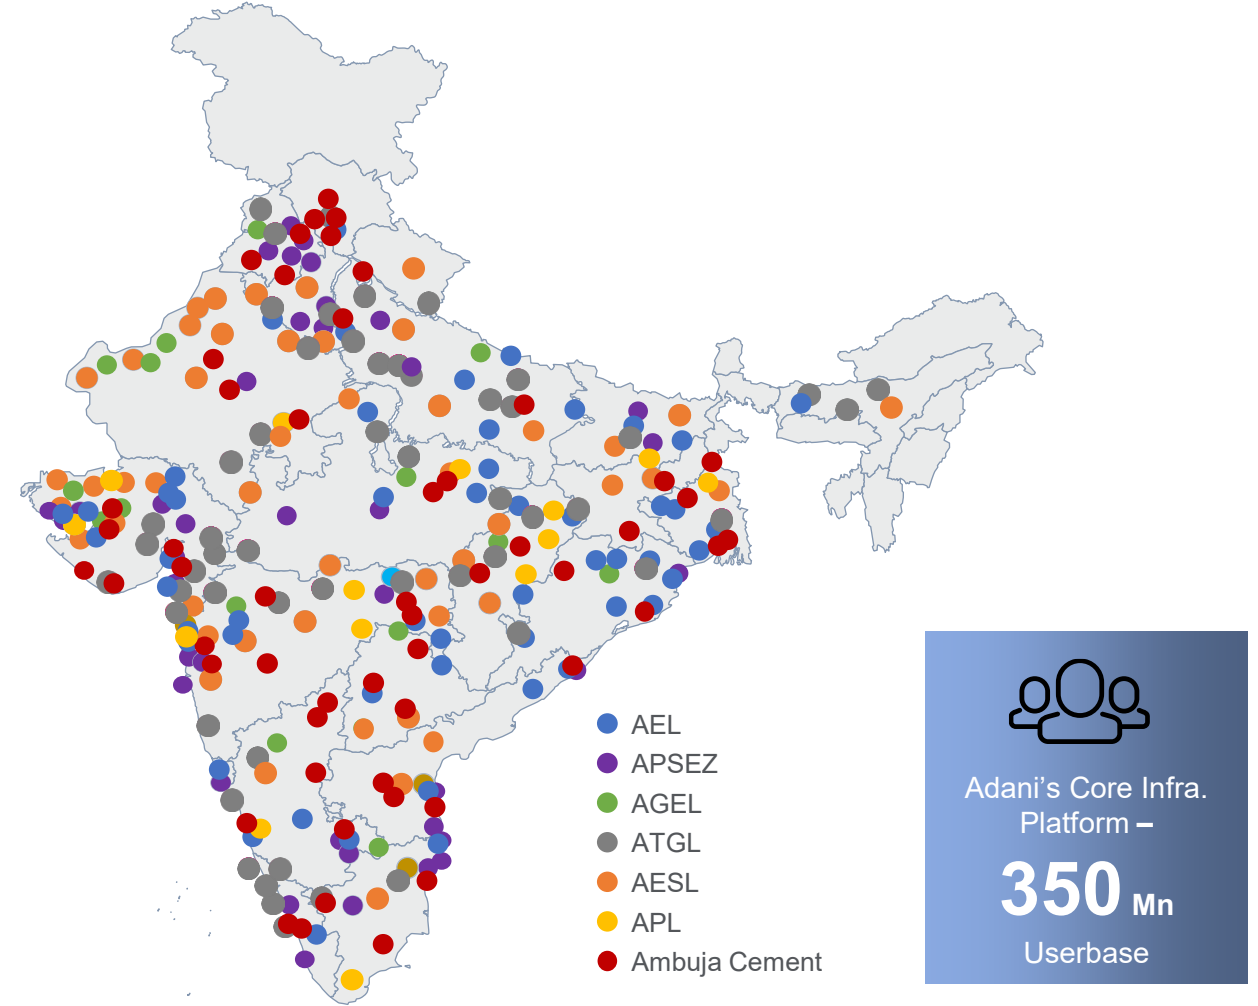 AEL
APSEZ
AGEL
ATGL
AESL
APL
Ambuja Cement
Adani’s Core Infra.
Platform –
350 Mn
Userbase